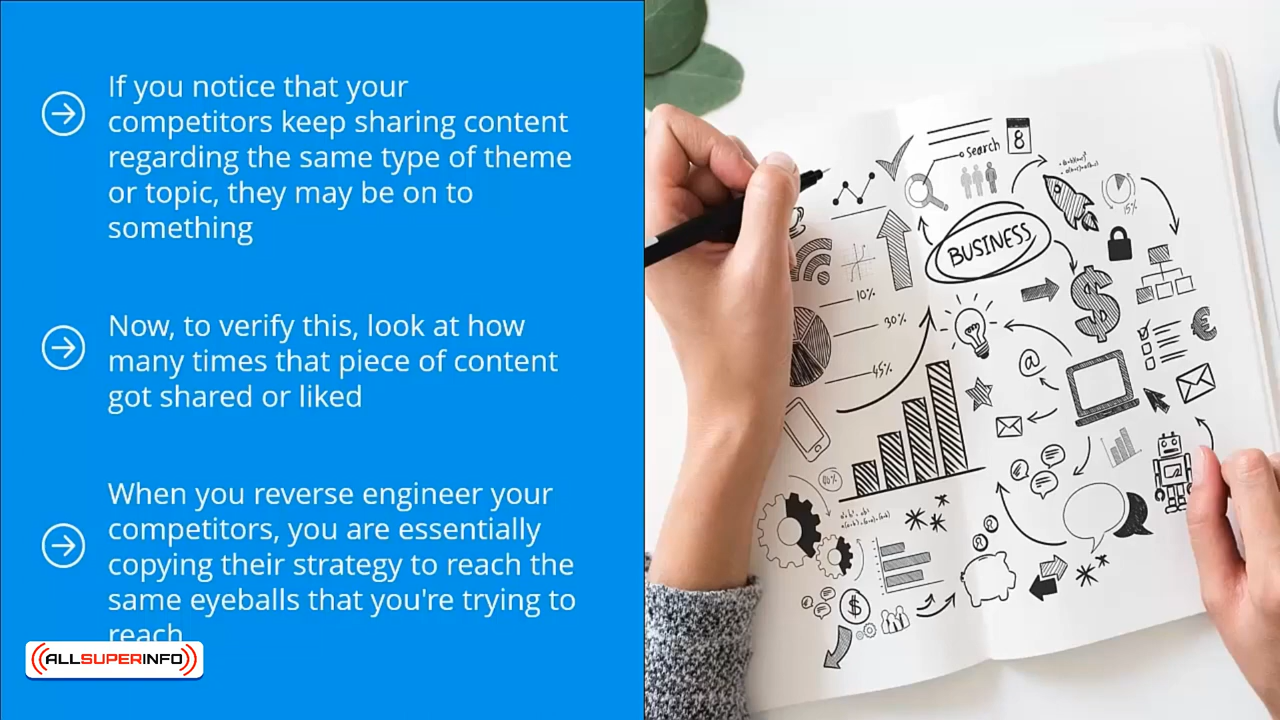 If you notice that your
competitors keep sharing content
regarding the same type of theme
or topic, they may be on to
something
Now, to verify this, look at how
many times that piece of content
got shared or liked
When you reverse engineer your
competitors, you are essentially
copying their strategy to reach the
same eyeballs that you're trying to
reach
ALLSUPERINFO
search
8
15%
BUSINESS
10%
30%
45%
@